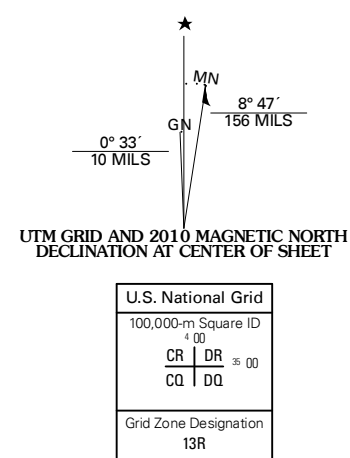 MN
8° 47´
156 MILS
GN
0° 33´
10 MILS
UTM GRID AND 2010 MAGNETIC NORTH
DECLINATION AT CENTER OF SHEET
U.S. National Grid
100,000-m Square ID
4 00
CR DR 35 00
CQ DQ
Grid Zone Designation
13R